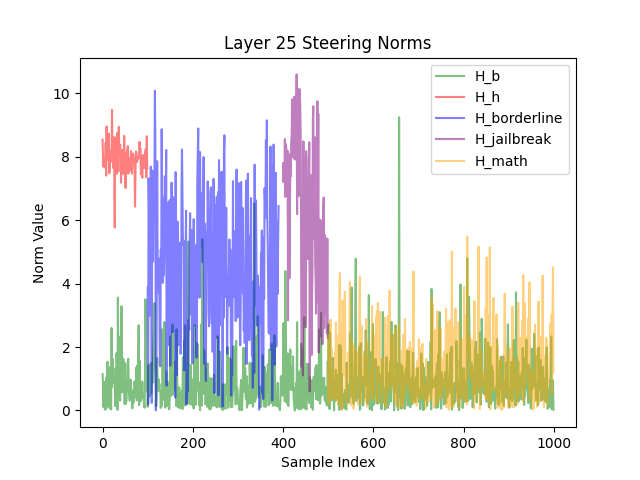 Layer 25 Steering Norms
H_b
H_h
H_borderline
H_jailbreak
H_math
Norm Value
10
8
6
4
2
0
0
200
400
600
800
1000
Sample Index